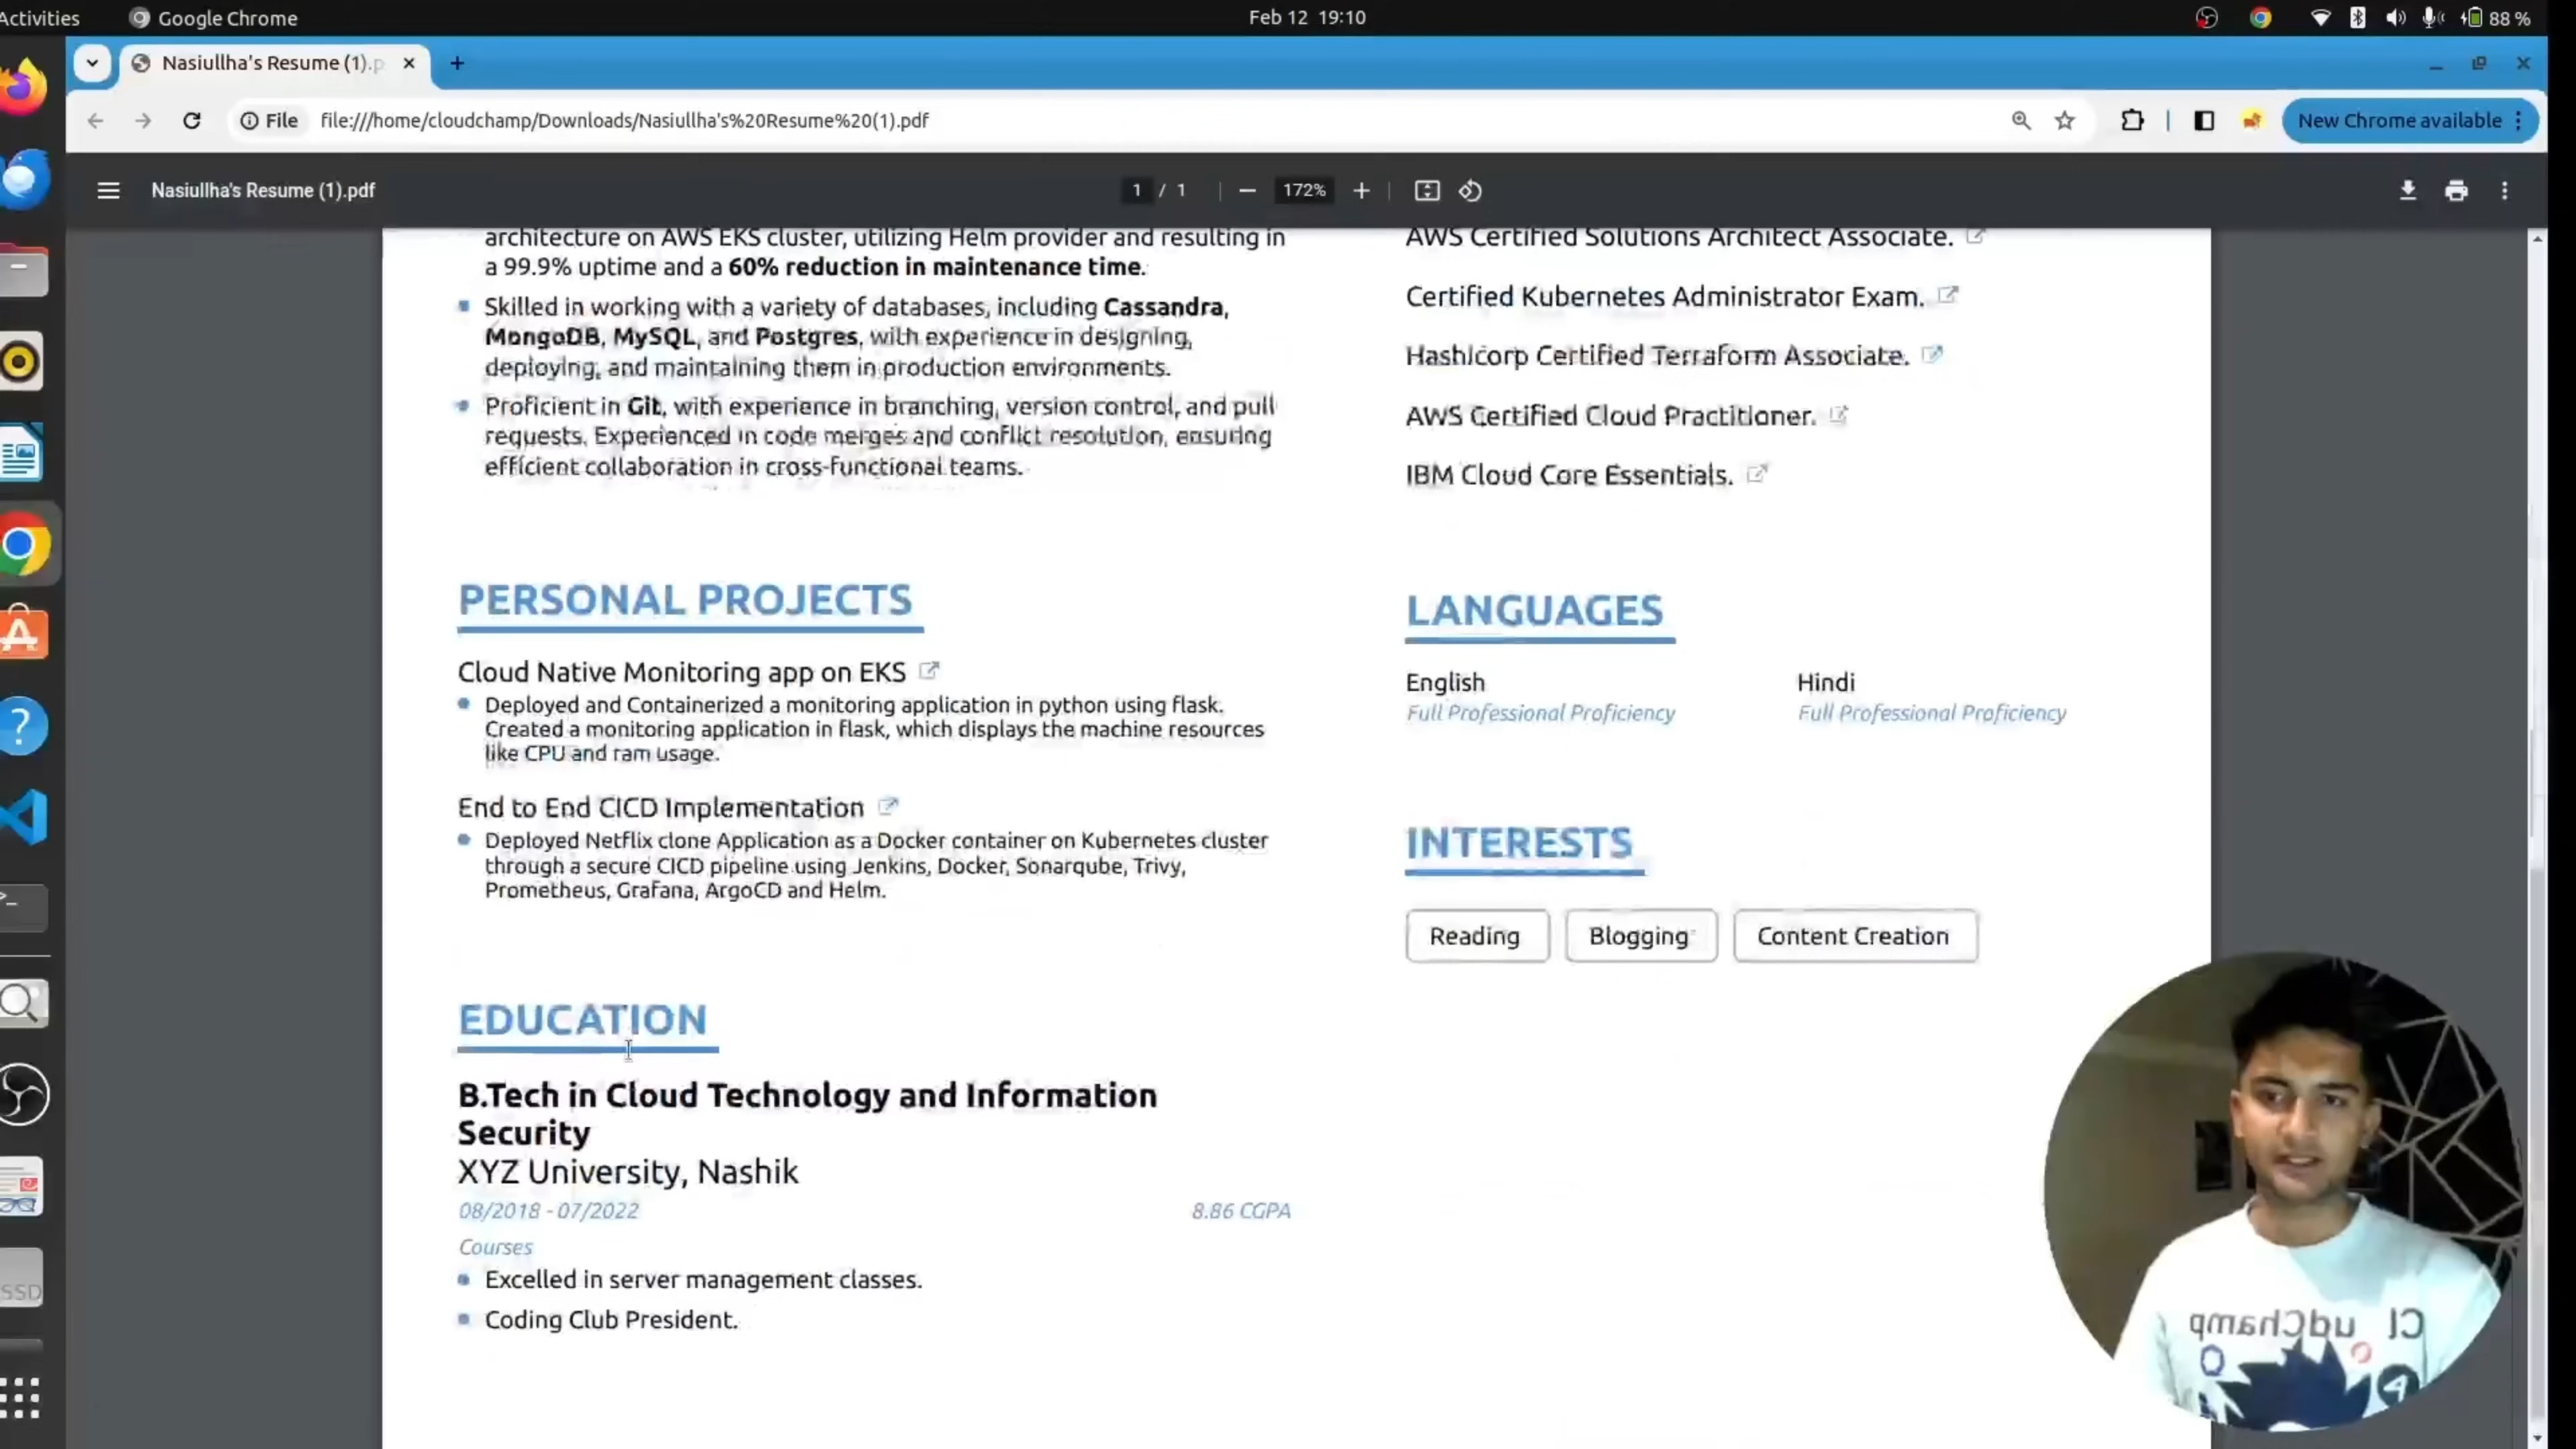 Activities
Google Chrome
Feb 12 19:10
88 %
Nasiullha's Resume (1).p
File
file:///home/cloudchamp/Downloads/Nasiullha's%20Resume%20(1).pdf
New Chrome available
Nasiullha's Resume (1).pdf
1 / 1
172%
architecture on AWS EKS cluster, utilizing Helm provider and resulting in
a 99.9% uptime and a 60% reduction in maintenance time.
Skilled in working with a variety of databases, including Cassandra,
MongoDB, MySQL, and Postgres, with experience in designing,
deploying, and maintaining them in production environments.
Proficient in Git, with experience in branching, version control, and pull
requests. Experienced in code merges and conflict resolution, ensuring
efficient collaboration in cross-functional teams.
PERSONAL PROJECTS
Cloud Native Monitoring app on EKS
Deployed and Containerized a monitoring application in python using flask.
Created a monitoring application in flask, which displays the machine resources
like CPU and ram usage.
End to End CICD Implementation
Deployed Netflix clone Application as a Docker container on Kubernetes cluster
through a secure CICD pipeline using Jenkins, Docker, Sonarqube, Trivy,
Prometheus, Grafana, ArgoCD and Helm.
EDUCATION
B.Tech in Cloud Technology and Information
Security
XYZ University, Nashik
08/2018 - 07/2022
8.86 CGPA
Courses
Excelled in server management classes.
Coding Club President.
AWS Certified Solutions Architect Associate.
Certified Kubernetes Administrator Exam.
Hashicorp Certified Terraform Associate.
AWS Certified Cloud Practitioner.
IBM Cloud Core Essentials.
LANGUAGES
English
Full Professional Proficiency
Hindi
Full Professional Proficiency
INTERESTS
Reading
Blogging
Content Creation
CloudChamp
SSD